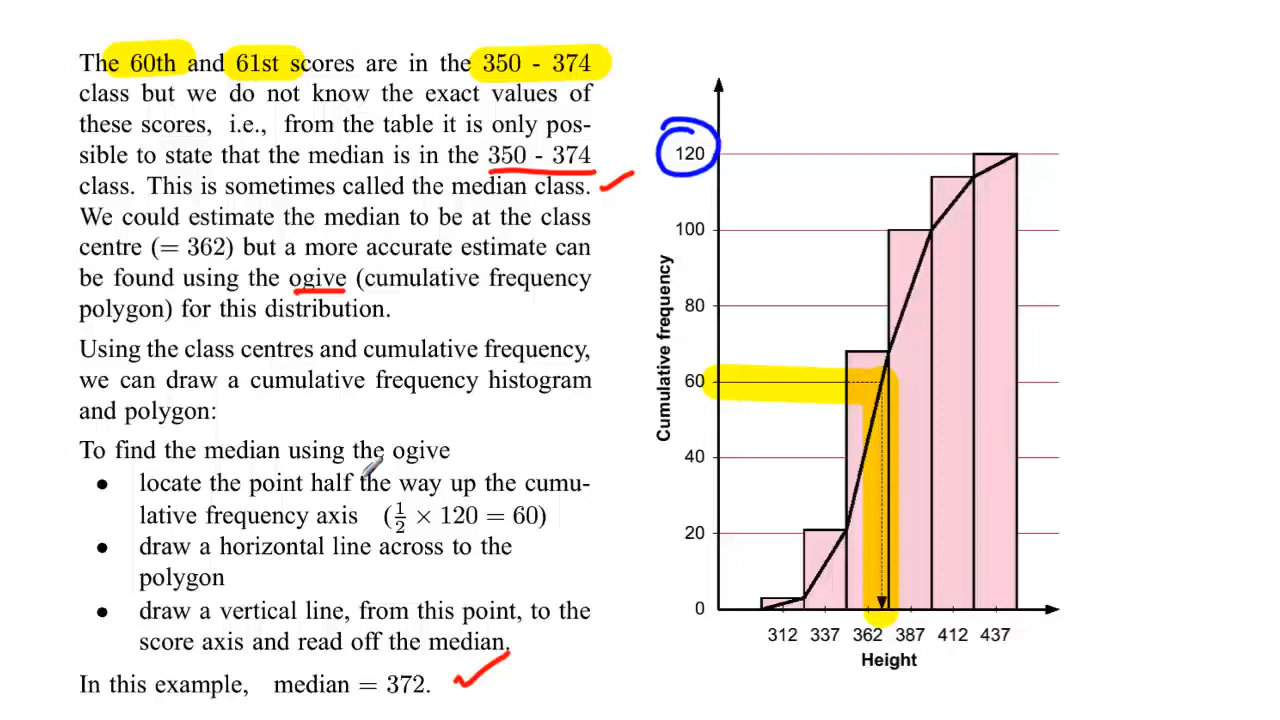 The 60th and 61st scores are in the 350 - 374
class but we do not know the exact values of
these scores, i.e., from the table it is only pos-
sible to state that the median is in the 350 - 374
class. This is sometimes called the median class.
We could estimate the median to be at the class
centre (= 362) but a more accurate estimate can
be found using the ogive (cumulative frequency
polygon) for this distribution.
Using the class centres and cumulative frequency,
we can draw a cumulative frequency histogram
and polygon:
To find the median using the ogive
• locate the point half the way up the cumu-
lative frequency axis (½ × 120 = 60)
• draw a horizontal line across to the
polygon
• draw a vertical line, from this point, to the
score axis and read off the median.
In this example, median = 372.
Cumulative frequency
120
100
80
60
40
20
0
312 337 362 387 412 437
Height